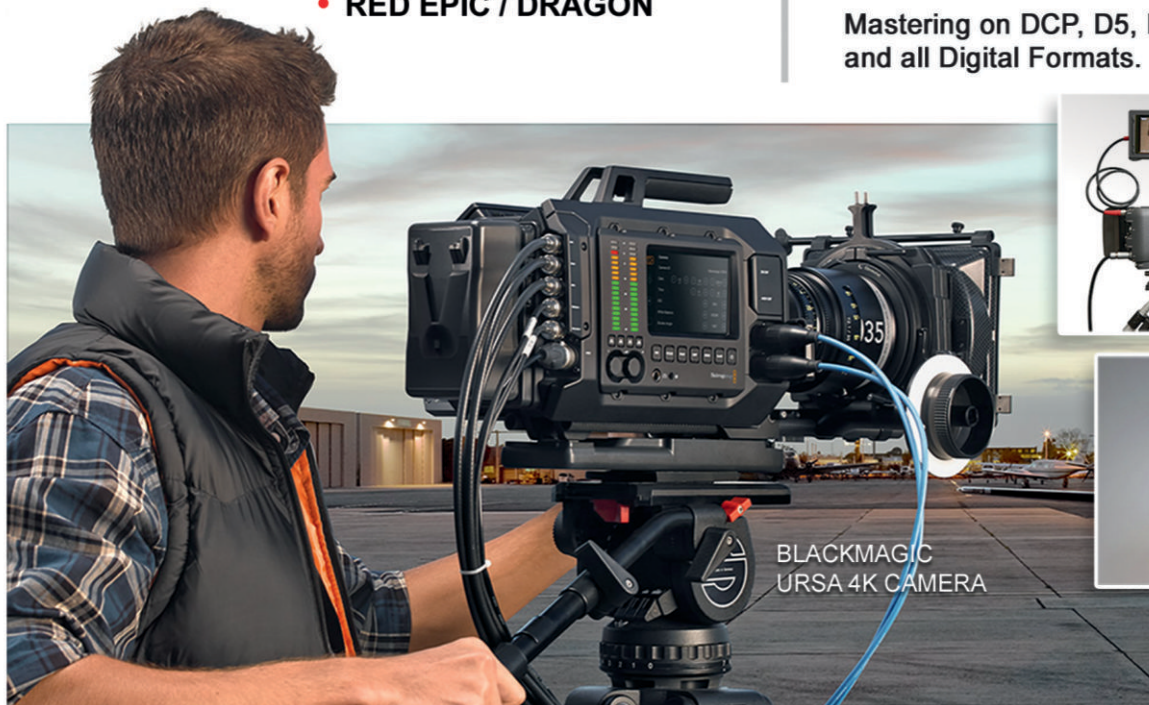 • RED EPIC / DRAGON
Mastering on DCP, D5,
and all Digital Formats.
35
BLACKMAGIC
URSA 4K CAMERA